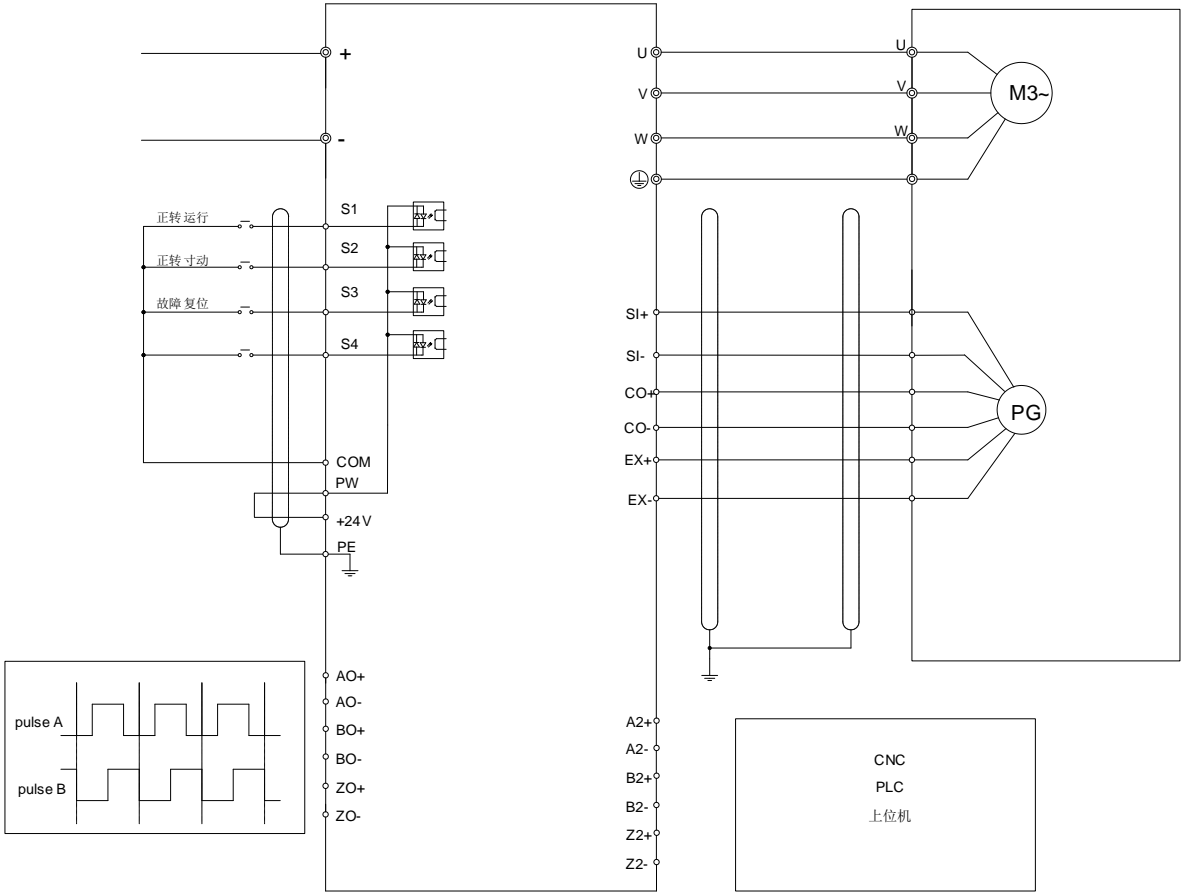 +
-
U
V
W
U
V
W
M3~
正转运行
正转寸动
故障复位
S1
S2
S3
S4
COM
PW
+24V
PE
SI+
SI-
CO+
CO-
EX+
EX-
PG
pulse A
pulse B
AO+
AO-
BO+
BO-
ZO+
ZO-
A2+
A2-
B2+
B2-
Z2+
Z2-
CNC
PLC
上位机